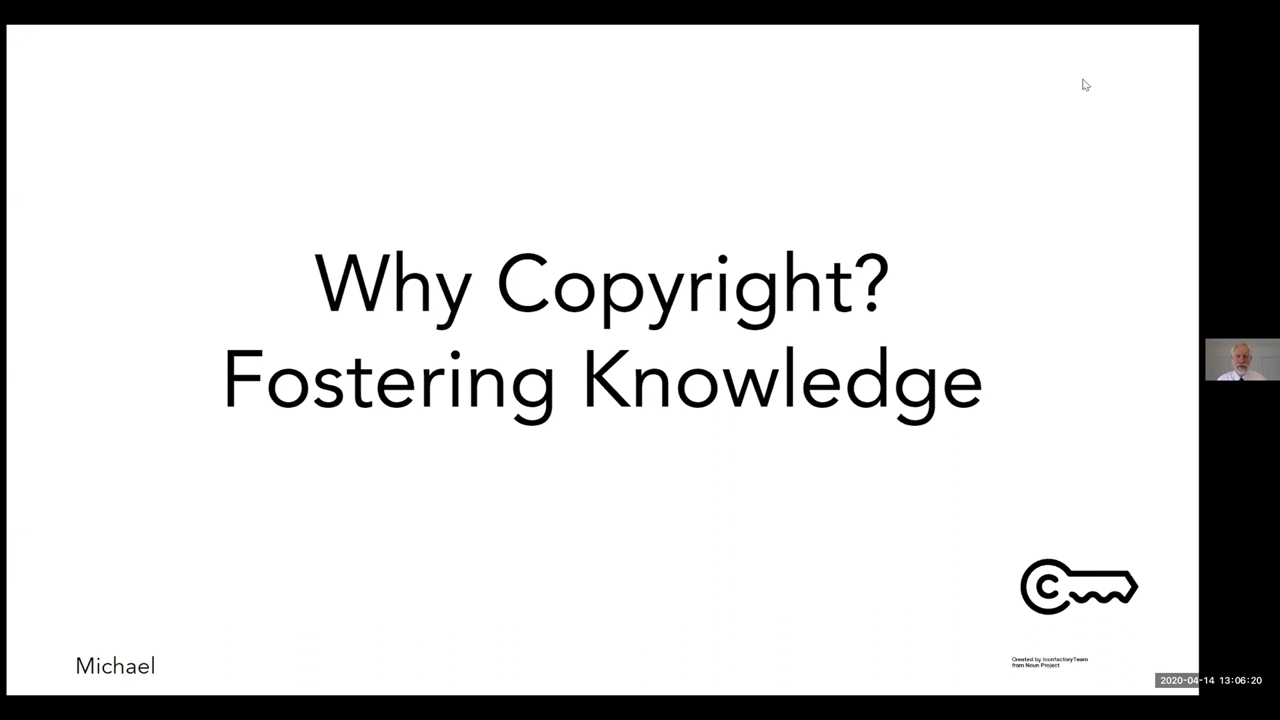 Why Copyright?
Fostering Knowledge
C
Michael
Created by IconfactoryTeam
from Noun Project
2020-04-14 13:06:20